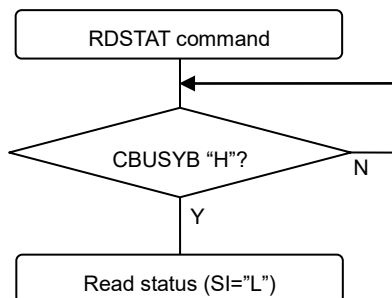 RDSTAT command
CBUSYB “H”?
N
Y
Read status (SI=”L”)